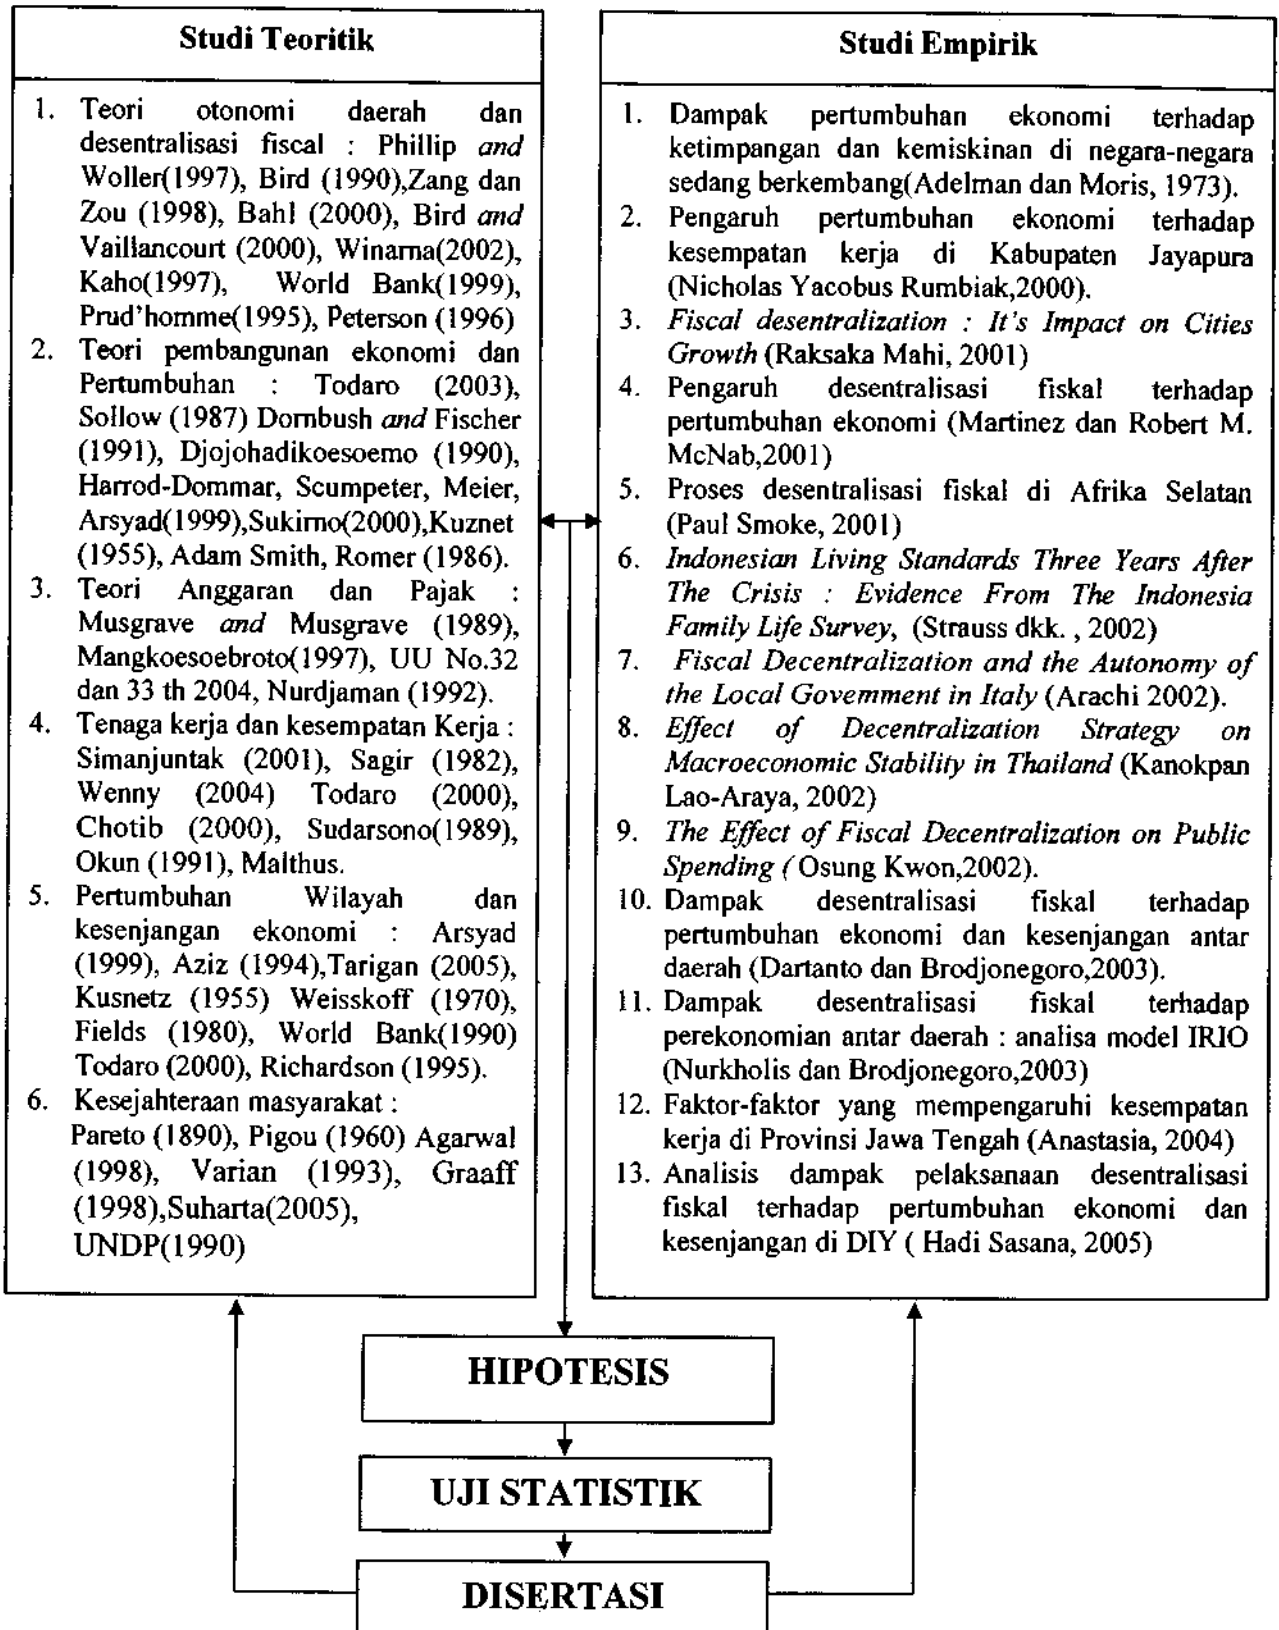 Studi Teoritik
1. Teori otonomi daerah dan
desentralisasi fiscal : Phillip and
Woller(1997), Bird (1990),Zang dan
Zou (1998), Bahl (2000), Bird and
Vaillancourt (2000), Winarna(2002),
Kaho(1997), World Bank(1999),
Prud'homme(1995), Peterson (1996)
2. Teori pembangunan ekonomi dan
Pertumbuhan : Todaro (2003),
Sollow (1987) Dornbush and Fischer
(1991), Djojohadikoesoemo (1990),
Harrod-Dommar, Scumpeter, Meier,
Arsyad(1999),Sukirno(2000),Kuznet
(1955), Adam Smith, Romer (1986).
3. Teori Anggaran dan Pajak :
Musgrave and Musgrave (1989),
Mangkoesoebroto(1997), UU No.32
dan 33 th 2004, Nurdjaman (1992).
4. Tenaga kerja dan kesempatan Kerja :
Simanjuntak (2001), Sagir (1982),
Wenny (2004) Todaro (2000),
Chotib (2000), Sudarsono(1989),
Okun (1991), Malthus.
5. Pertumbuhan Wilayah dan
kesenjangan ekonomi : Arsyad
(1999), Aziz (1994),Tarigan (2005),
Kusnetz (1955) Weisskoff (1970),
Fields (1980), World Bank(1990)
Todaro (2000), Richardson (1995).
6. Kesejahteraan masyarakat :
Pareto (1890), Pigou (1960) Agarwal
(1998), Varian (1993), Graaff
(1998),Suharta(2005),
UNDP(1990)
Studi Empirik
1. Dampak pertumbuhan ekonomi terhadap
ketimpangan dan kemiskinan di negara-negara
sedang berkembang(Adelman dan Moris, 1973).
2. Pengaruh pertumbuhan ekonomi terhadap
kesempatan kerja di Kabupaten Jayapura
(Nicholas Yacobus Rumbiak,2000).
3. Fiscal desentralization : It's Impact on Cities
Growth (Raksaka Mahi, 2001)
4. Pengaruh desentralisasi fiskal terhadap
pertumbuhan ekonomi (Martinez dan Robert M.
McNab,2001)
5. Proses desentralisasi fiskal di Afrika Selatan
(Paul Smoke, 2001)
6. Indonesian Living Standards Three Years After
The Crisis : Evidence From The Indonesia
Family Life Survey, (Strauss dkk. , 2002)
7. Fiscal Decentralization and the Autonomy of
the Local Government in Italy (Arachi 2002).
8. Effect of Decentralization Strategy on
Macroeconomic Stability in Thailand (Kanokpan
Lao-Araya, 2002)
9. The Effect of Fiscal Decentralization on Public
Spending ( Osung Kwon,2002).
10. Dampak desentralisasi fiskal terhadap
pertumbuhan ekonomi dan kesenjangan antar
daerah (Dartanto dan Brodjonegoro,2003).
11. Dampak desentralisasi fiskal terhadap
perekonomian antar daerah : analisa model IRIO
(Nurkholis dan Brodjonegoro,2003)
12. Faktor-faktor yang mempengaruhi kesempatan
kerja di Provinsi Jawa Tengah (Anastasia, 2004)
13. Analisis dampak pelaksanaan desentralisasi
fiskal terhadap pertumbuhan ekonomi dan
kesenjangan di DIY ( Hadi Sasana, 2005)
HIPOTESIS
UJI STATISTIK
DISERTASI